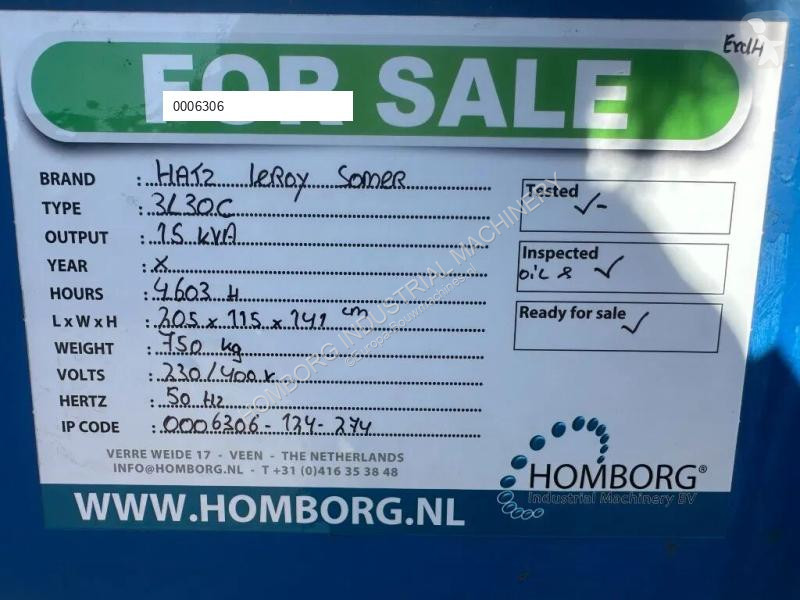 Exd14
FOR SALE
0006306
BRAND : HATZ LEROY SOMER
TYPE : 3L30C
OUTPUT : 15 KVA
YEAR : X
HOURS : 4603 H
L x W x H : 205 x 115 x 141 cm
WEIGHT : 750 kg
VOLTS : 230/400V
HERTZ : 50 Hz
IP CODE : 0006306-134-274
Tested ✓-
Inspected
oil & ✓
Ready for sale
✓
VERRE WEIDE 17 - VEEN - THE NETHERLANDS
INFO@HOMBORG.NL - T +31 (0)416 35 38 48
WWW.HOMBORG.NL
HOMBORG®
Industrial Machinery BV
HOMBORG INDUSTRIAL MACHINERY